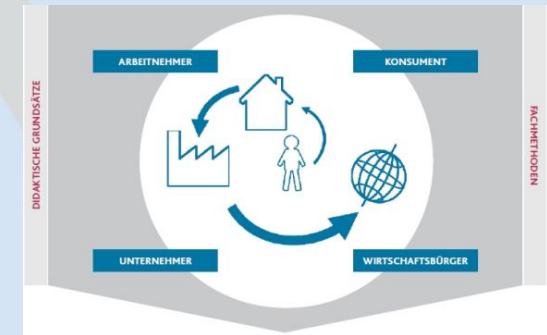 ARBEITNEHMER
KONSUMENT
DIDAKTISCHE GRUNDSÄTZE
FACHMETHODEN
UNTERNEHMER
WIRTSCHAFTSBÜRGER